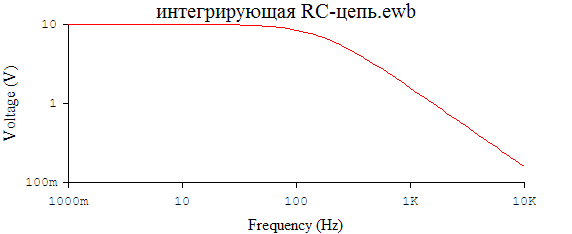 интегрирующая RC-цепь.ewb
10
1
100m
Voltage (V)
1000m 10 100 1K 10K
Frequency (Hz)